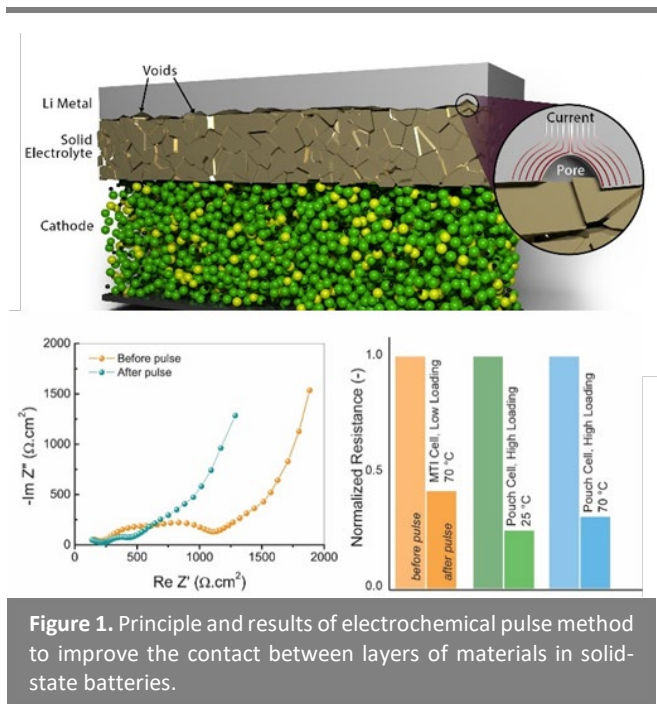 Voids
Li Metal
Solid
Electrolyte
Cathode
Current
Pore
2000
1500
1000
500
0
-Im Z'' (Ω.cm²)
Before pulse
After pulse
0 500 1000 1500 2000
Re Z' (Ω.cm²)
Normalized Resistance (-)
1.0
0.5
0.0
before pulse
after pulse
MTI Cell, Low Loading
70 °C
Pouch Cell, High Loading
25 °C
Pouch Cell, High Loading
70 °C
Figure 1. Principle and results of electrochemical pulse method
to improve the contact between layers of materials in solid-
state batteries.